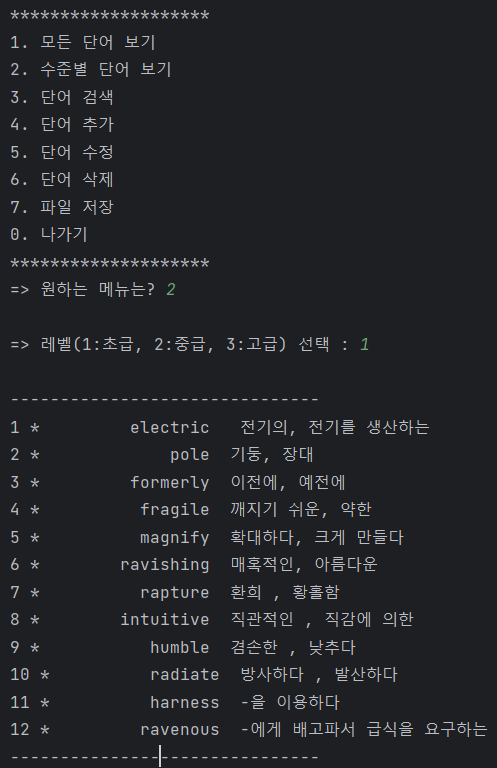 ********************
1. 모든 단어 보기
2. 수준별 단어 보기
3. 단어 검색
4. 단어 추가
5. 단어 수정
6. 단어 삭제
7. 파일 저장
0. 나가기
********************
=> 원하는 메뉴는? 2
=> 레벨(1:초급, 2:중급, 3:고급) 선택 : 1
-------------------------------
1 *         electric   전기의, 전기를 생산하는
2 *             pole  기둥, 장대
3 *         formerly  이전에, 예전에
4 *          fragile  깨지기 쉬운, 약한
5 *          magnify  확대하다, 크게 만들다
6 *        ravishing  매혹적인, 아름다운
7 *          rapture  환희 , 황홀함
8 *        intuitive  직관적인 , 직감에 의한
9 *           humble  겸손한 , 낮추다
10 *          radiate  방사하다 , 발산하다
11 *          harness  -을 이용하다
12 *         ravenous  -에게 배고파서 급식을 요구하는
-------------------------------